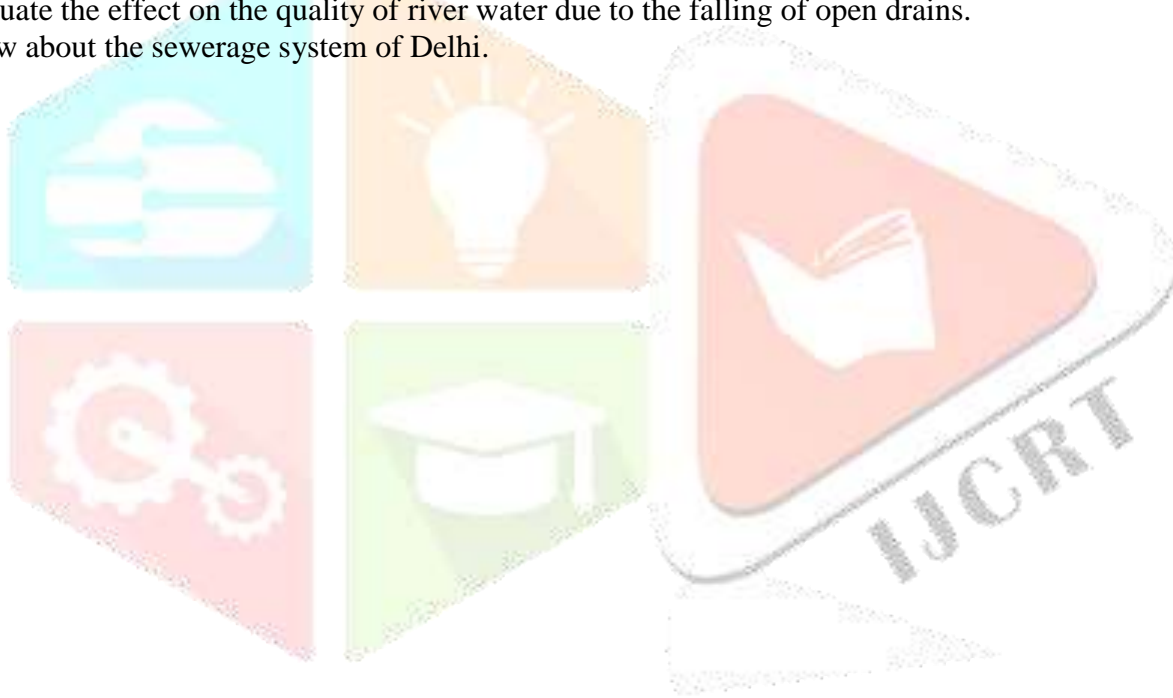 uate the effect on the quality of river water due to the falling of open drains.
w about the sewerage system of Delhi.
IJCRT